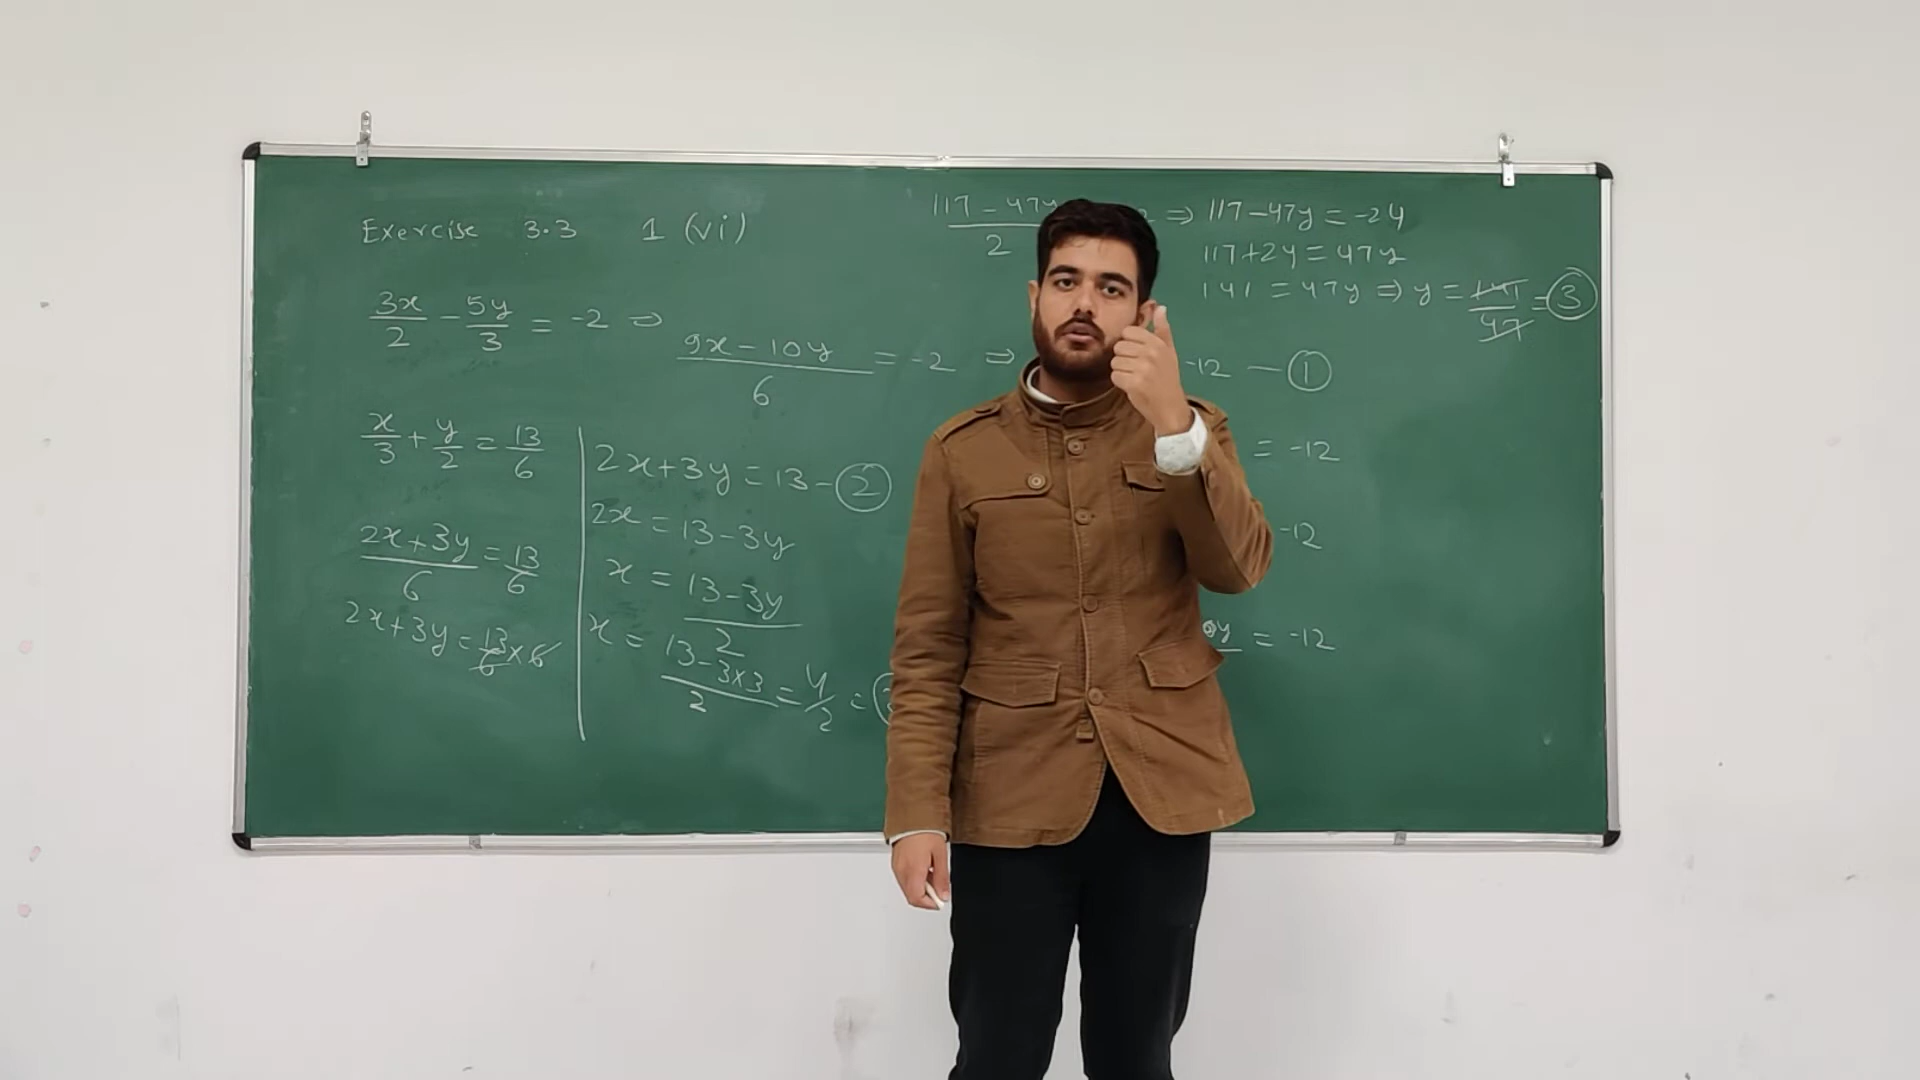 Exercise 3.3 1 (vi)
3x/2 - 5y/3 = -2 ⇒
(9x - 10y)/6 = -2 ⇒
-12 — ①
x/3 + y/2 = 13/6
(2x+3y)/6 = 13/6
2x+3y = 13/6 × 6
2x+3y = 13 - ②
2x = 13-3y
x = (13-3y)/2
x = (13-3×3)/2 = 4/2 =
= -12
-12
y = -12
(117-47y)/2
⇒ 117-47y = -24
117+24 = 47y
141 = 47y ⇒ y = 141/47 = ③